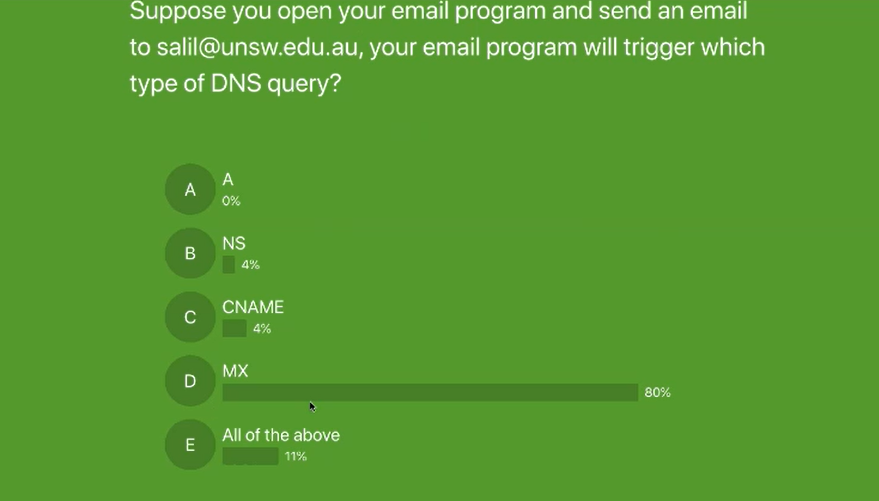 Suppose you open your email program and send an email
to salil@unsw.edu.au, your email program will trigger which
type of DNS query?
A
A
0%
B
NS
4%
C
CNAME
4%
D
MX
80%
E
All of the above
11%